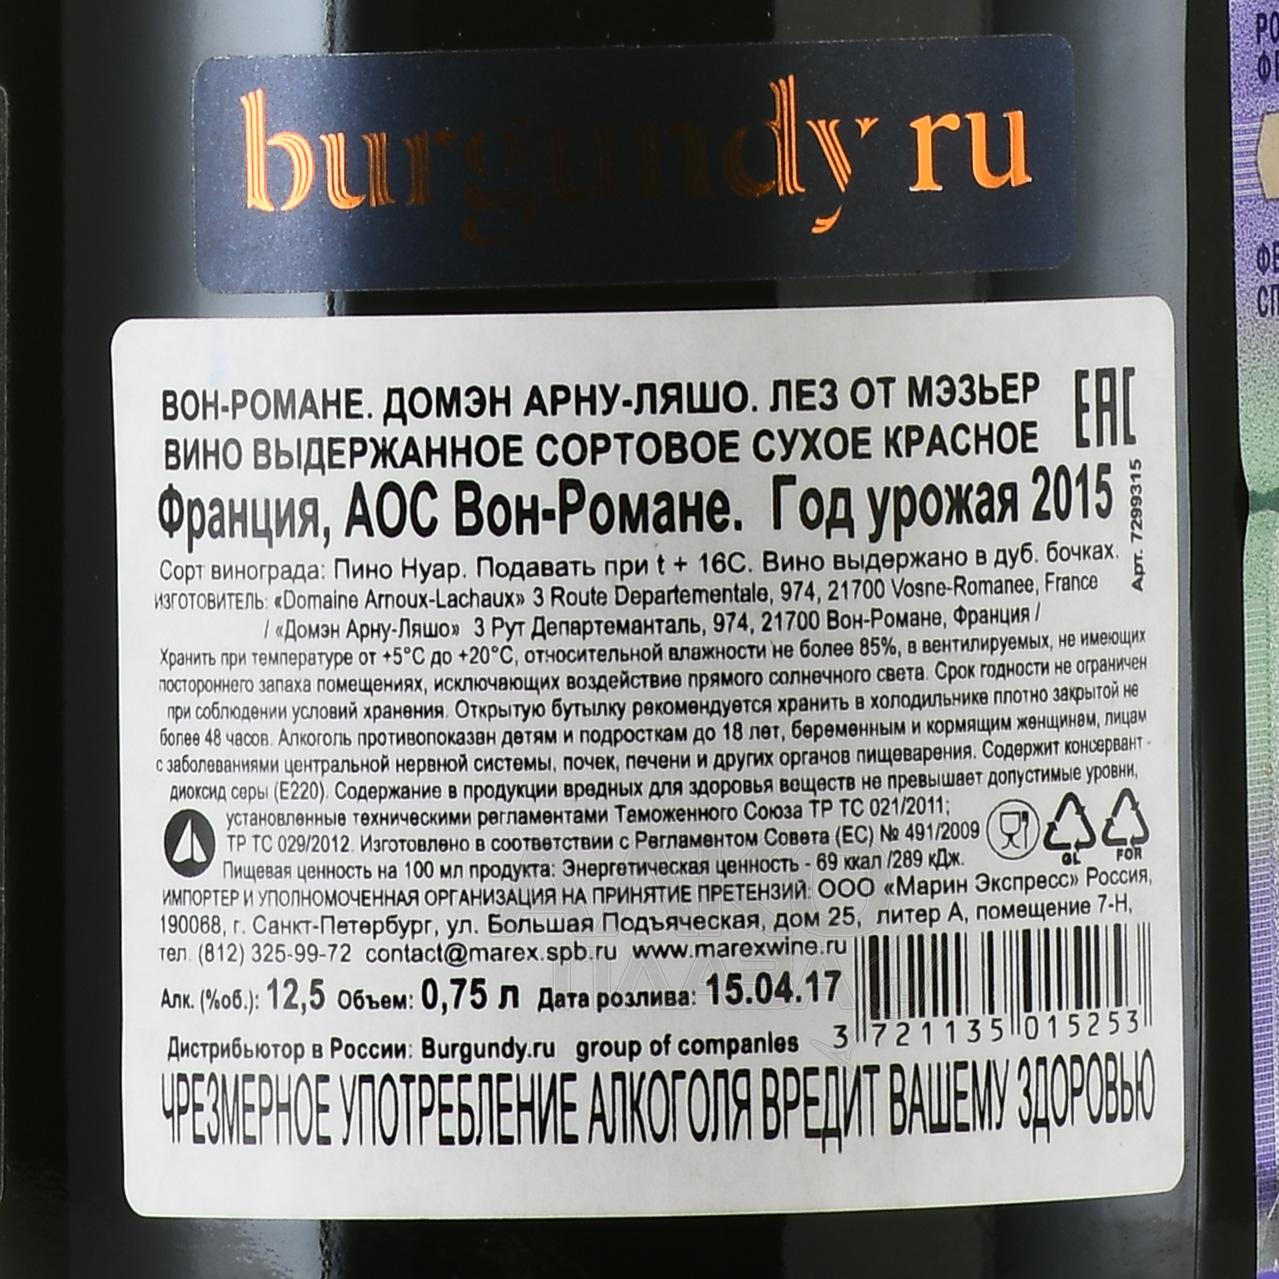 burgundy ru
ВОН-РОМАНЕ. ДОМЭН АРНУ-ЛЯШО. ЛЕЗ ОТ МЭЗЬЕР
ВИНО ВЫДЕРЖАННОЕ СОРТОВОЕ СУХОЕ КРАСНОЕ
EAC
Франция, АОС Вон-Романе. Год урожая 2015
Арт. 7299315
Сорт винограда: Пино Нуар. Подавать при t + 16С. Вино выдержано в дуб. бочках.
ИЗГОТОВИТЕЛЬ: «Domaine Arnoux-Lachaux» 3 Route Departementale, 974, 21700 Vosne-Romanee, France
/ «Домэн Арну-Ляшо» 3 Рут Департеманталь, 974, 21700 Вон-Романе, Франция /
Хранить при температуре от +5°С до +20°С, относительной влажности не более 85%, в вентилируемых, не имеющих
постороннего запаха помещениях, исключающих воздействие прямого солнечного света. Срок годности не ограничен
при соблюдении условий хранения. Открытую бутылку рекомендуется хранить в холодильнике плотно закрытой не
более 48 часов. Алкоголь противопоказан детям и подросткам до 18 лет, беременным и кормящим женщинам, лицам
с заболеваниями центральной нервной системы, почек, печени и других органов пищеварения. Содержит консервант -
диоксид серы (Е220). Содержание в продукции вредных для здоровья веществ не превышает допустимые уровни,
установленные техническими регламентами Таможенного Союза ТР ТС 021/2011;
ТР ТС 029/2012. Изготовлено в соответствии с Регламентом Совета (ЕС) № 491/2009
Пищевая ценность на 100 мл продукта: Энергетическая ценность - 69 ккал /289 кДж.
GL FOR
ИМПОРТЕР И УПОЛНОМОЧЕННАЯ ОРГАНИЗАЦИЯ НА ПРИНЯТИЕ ПРЕТЕНЗИЙ: ООО «Марин Экспресс» Россия,
190068, г. Санкт-Петербург, ул. Большая Подъяческая, дом 25, литер А, помещение 7-Н,
тел. (812) 325-99-72 contact@marex.spb.ru www.marexwine.ru
Алк. (%об.): 12,5 Объем: 0,75 л Дата розлива: 15.04.17
3 721135 015253
Дистрибьютор в России: Burgundy.ru group of companies
ЧРЕЗМЕРНОЕ УПОТРЕБЛЕНИЕ АЛКОГОЛЯ ВРЕДИТ ВАШЕМУ ЗДОРОВЬЮ